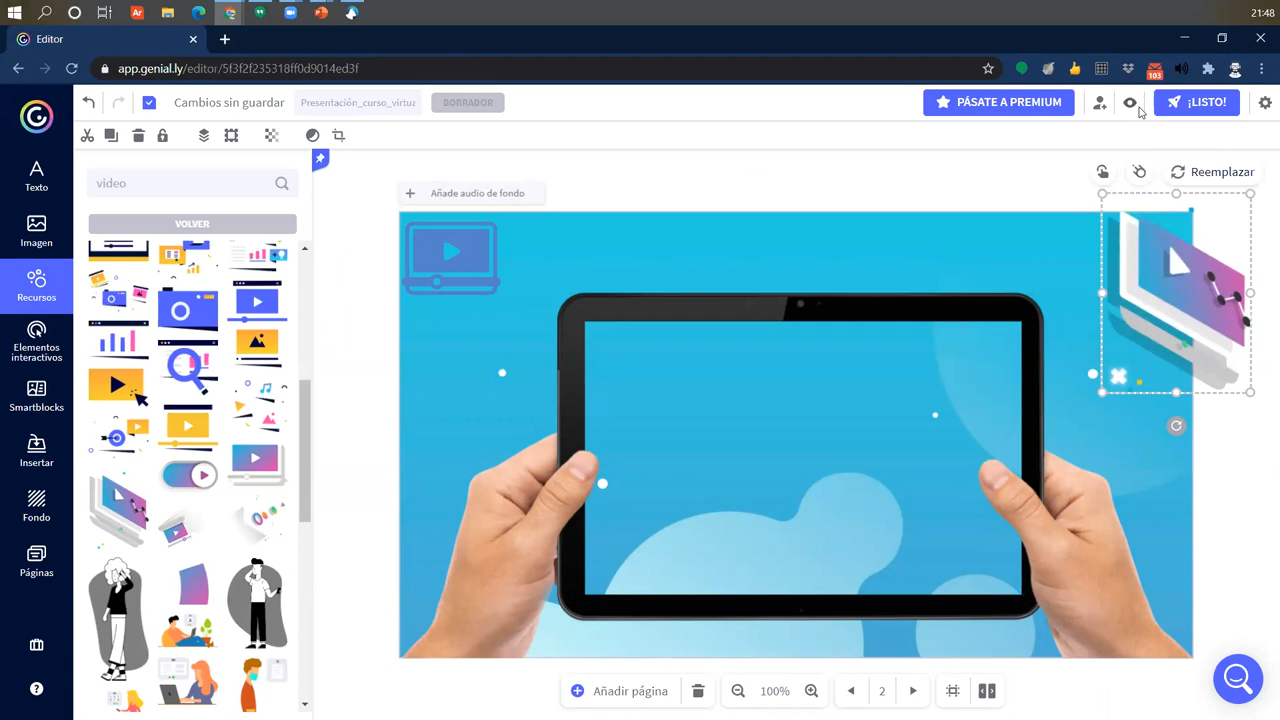 21:48
Editor
app.genial.ly/editor/5f3f2f235318ff0d9014ed3f
103
Cambios sin guardar
Presentación_curso_virtua
BORRADOR
PÁSATE A PREMIUM
¡LISTO!
video
VOLVER
Texto
Imagen
Recursos
Elementos
interactivos
Smartblocks
Insertar
Fondo
Páginas
Añade audio de fondo
Reemplazar
Añadir página
100%
2